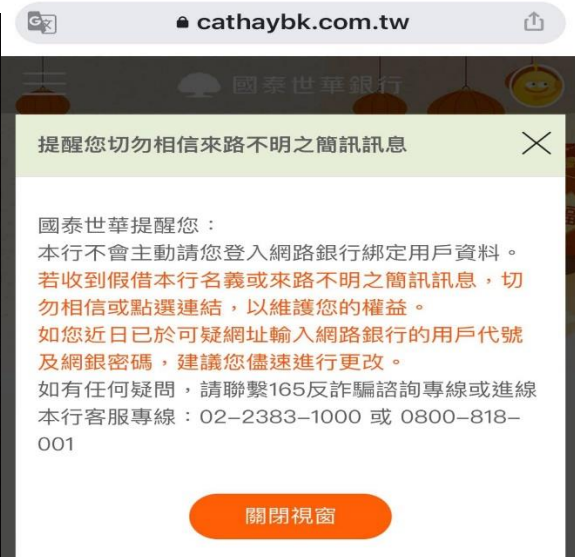 cathaybk.com.tw
國泰世華銀行
提醒您切勿相信來路不明之簡訊訊息
國泰世華提醒您：
本行不會主動請您登入網路銀行綁定用戶資料。
若收到假借本行名義或來路不明之簡訊訊息，切
勿相信或點選連結，以維護您的權益。
如您近日已於可疑網址輸入網路銀行的用戶代號
及網銀密碼，建議您儘速進行更改。
如有任何疑問，請聯繫165反詐騙諮詢專線或進線
本行客服專線：02–2383–1000 或 0800–818–
001
關閉視窗